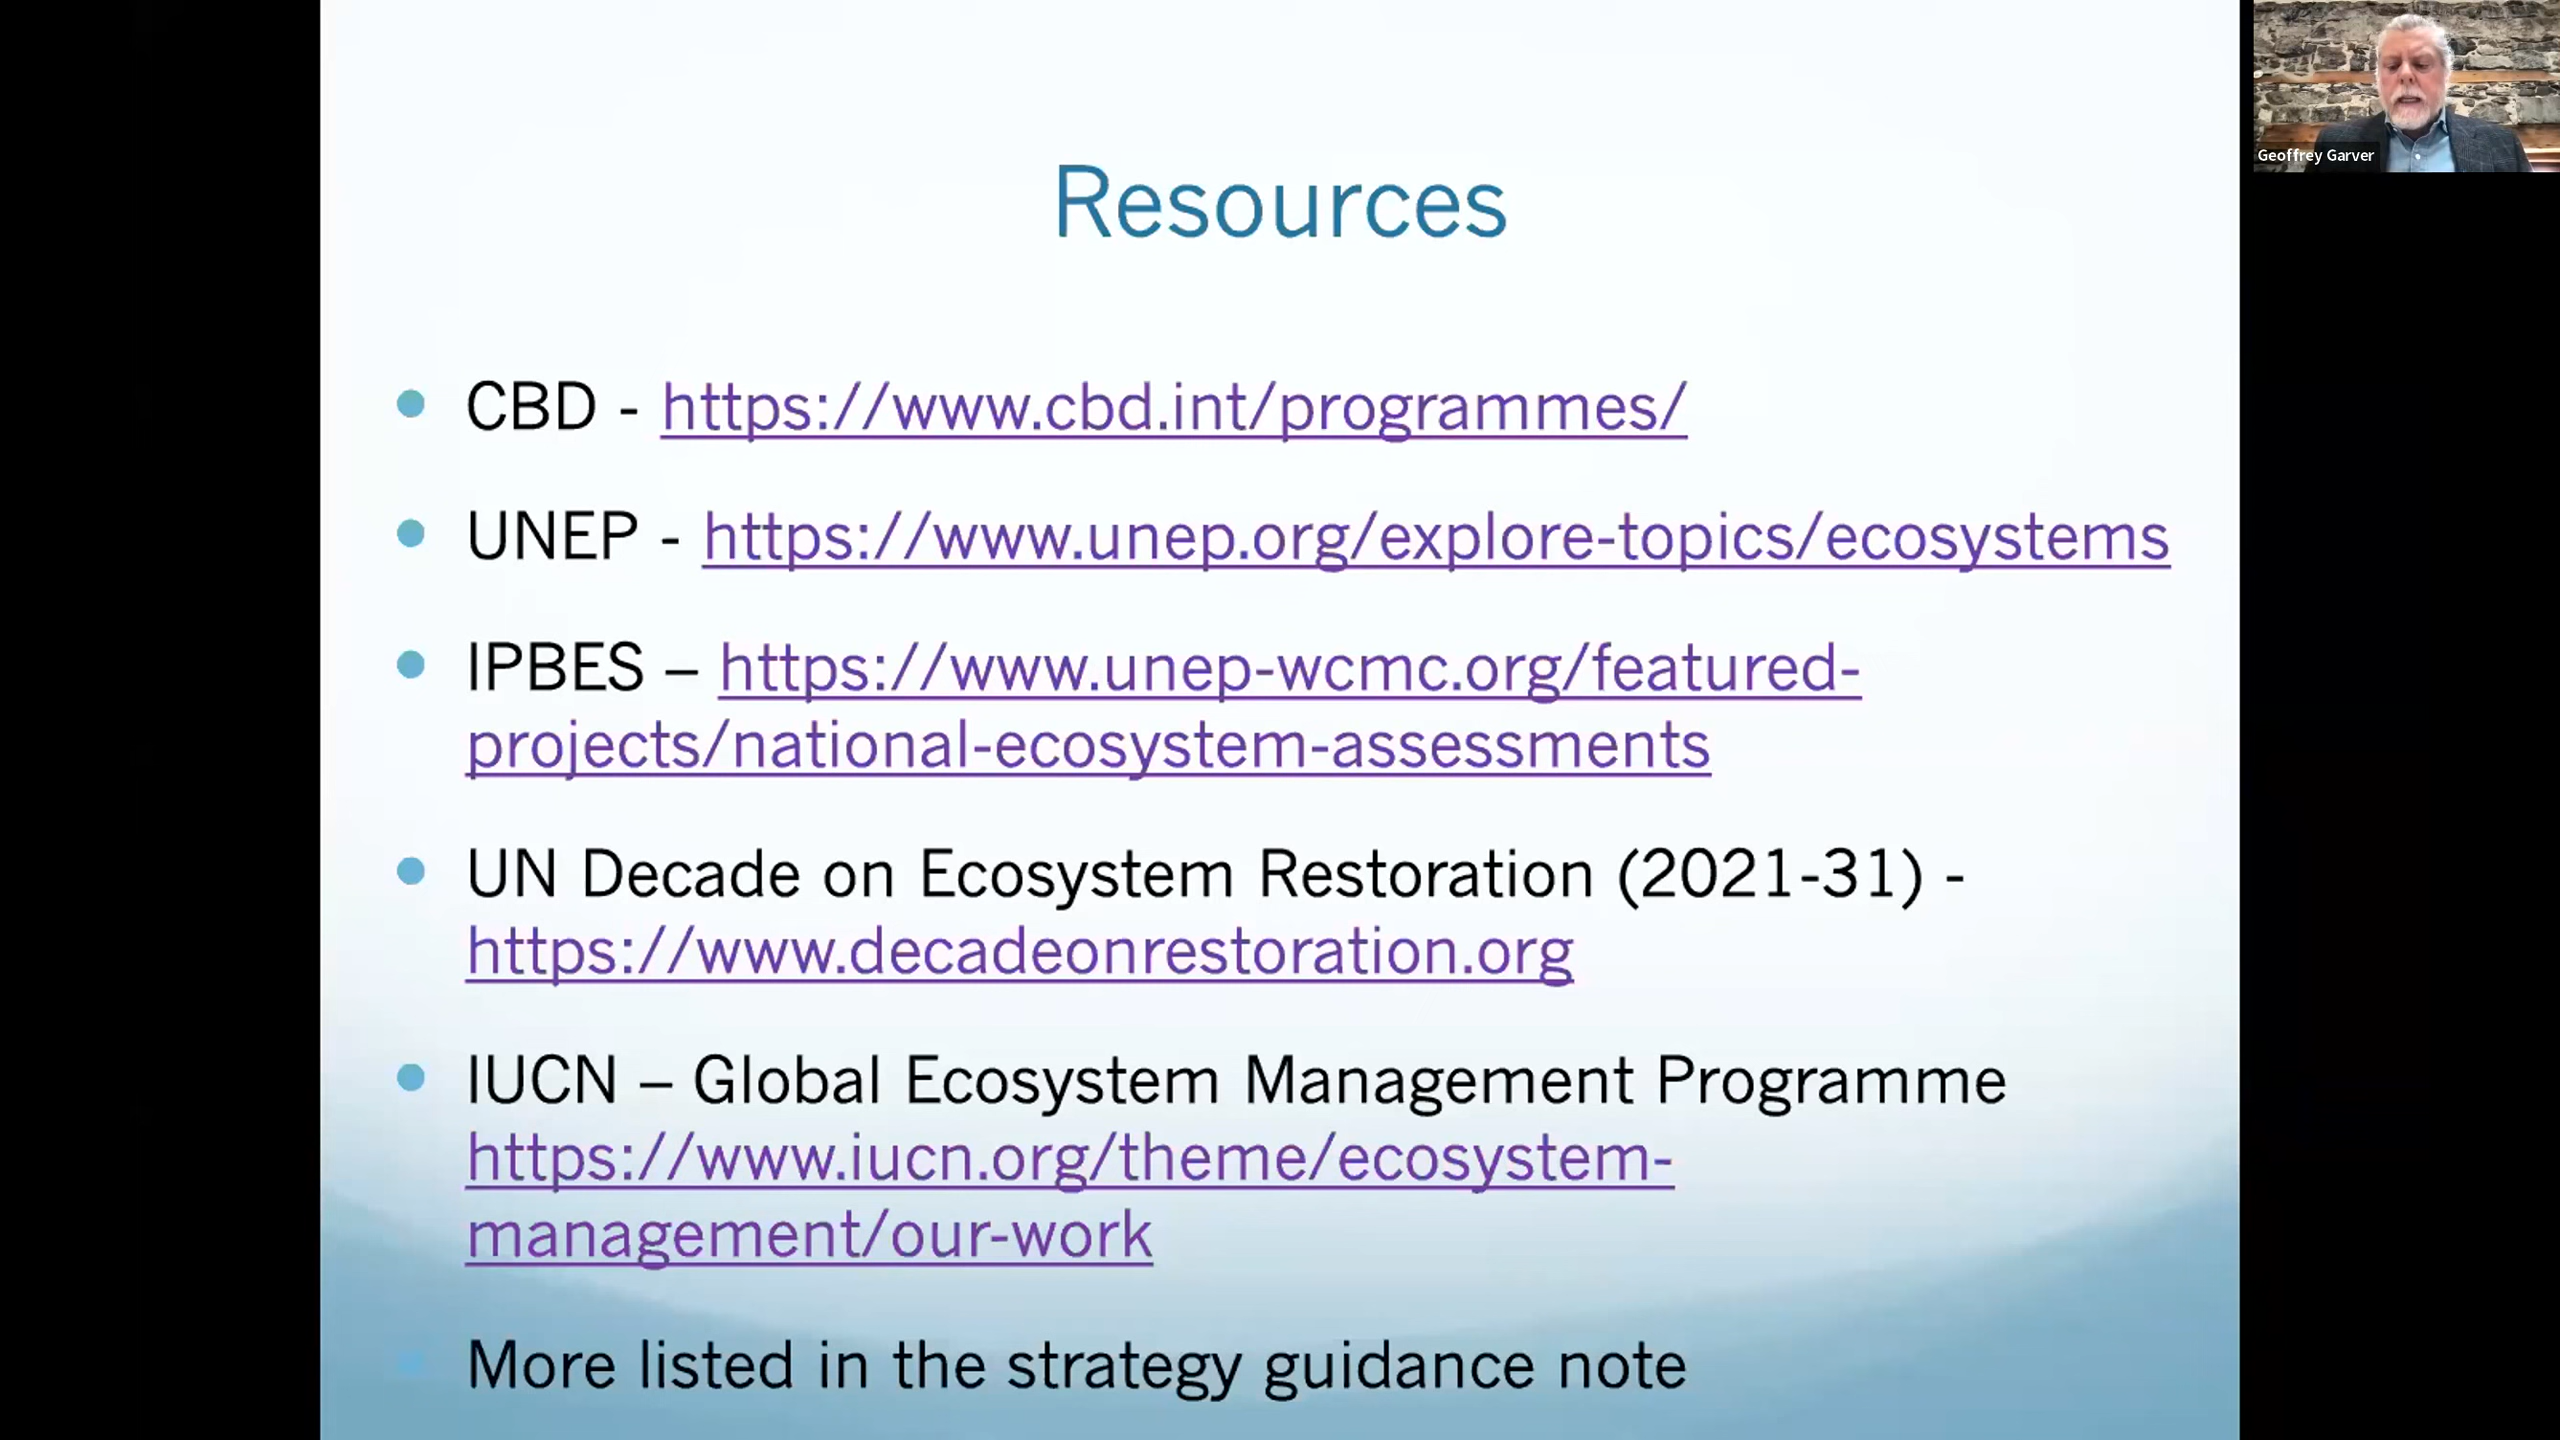 Resources
CBD - https://www.cbd.int/programmes/
UNEP - https://www.unep.org/explore-topics/ecosystems
IPBES – https://www.unep-wcmc.org/featured-
projects/national-ecosystem-assessments
UN Decade on Ecosystem Restoration (2021-31) -
https://www.decadeonrestoration.org
IUCN – Global Ecosystem Management Programme
https://www.iucn.org/theme/ecosystem-
management/our-work
More listed in the strategy guidance note
Geoffrey Garver